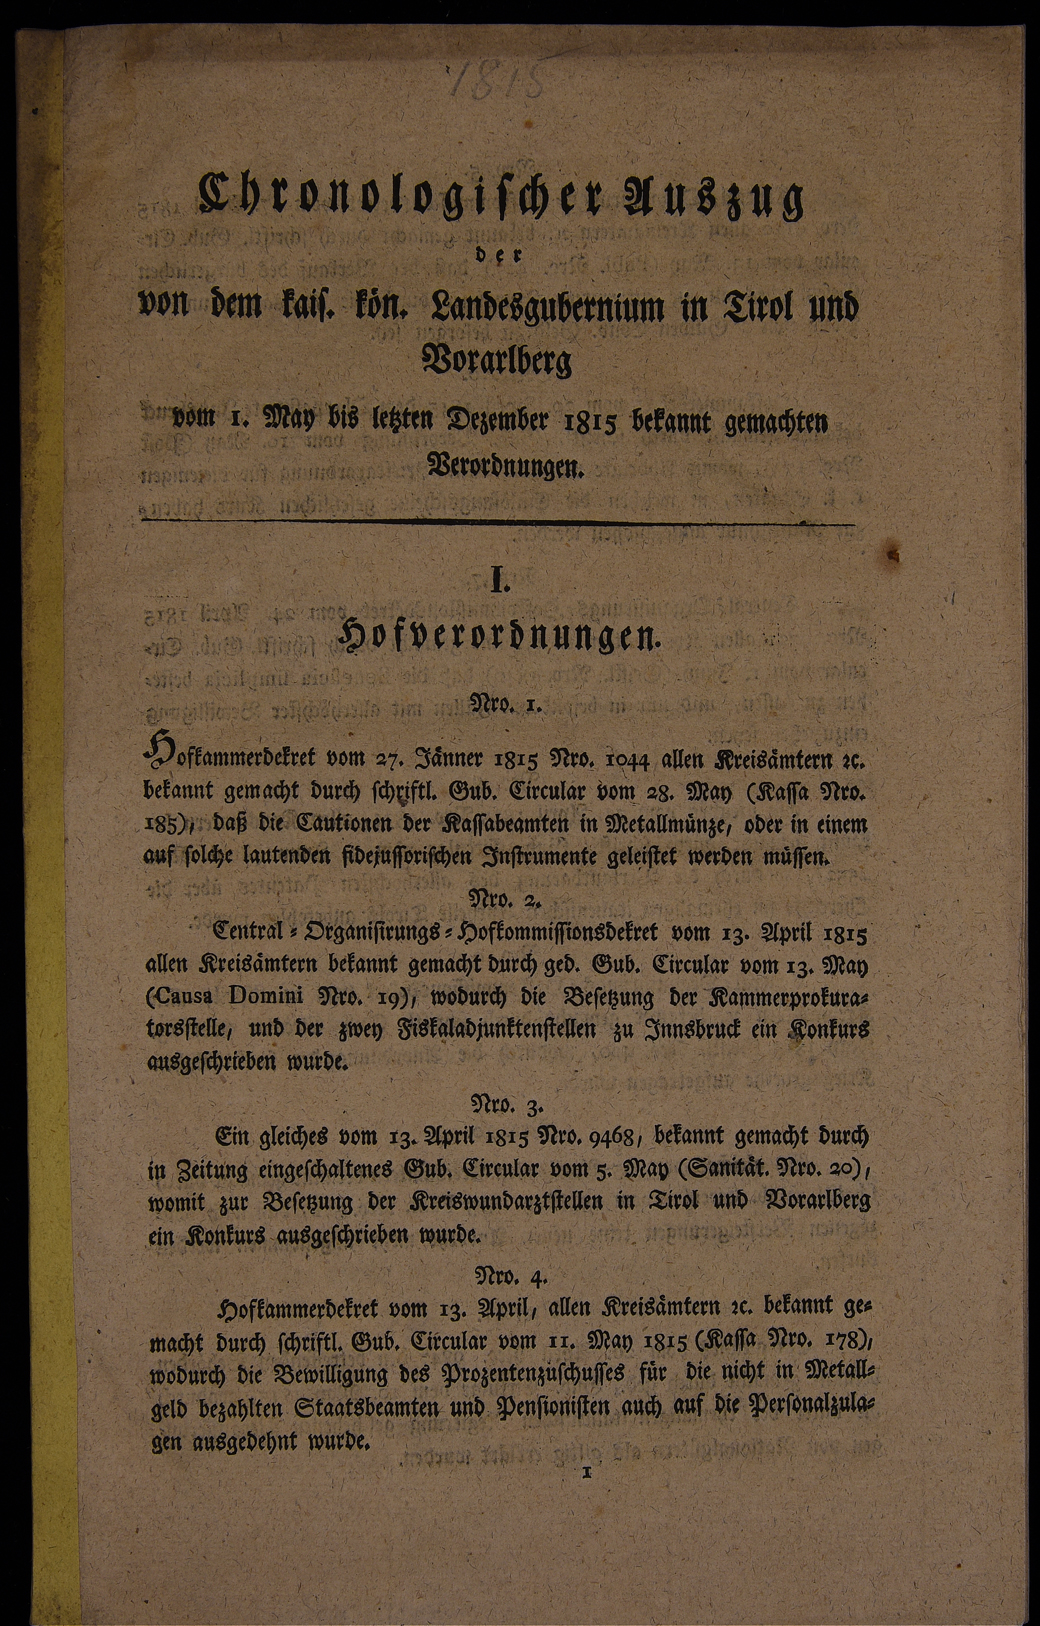 1815
Chronologischer Auszug
der
von dem kais. kön. Landesgubernium in Tirol und
Vorarlberg
vom 1. May bis letzten Dezember 1815 bekannt gemachten
Verordnungen.
I.
Hofverordnungen.
Nro. 1.
Hofkammerdekret vom 27. Jänner 1815 Nro. 1044 allen Kreisämtern ꝛc.
bekannt gemacht durch schriftl. Gub. Circular vom 28. May (Kassa Nro.
185), daß die Cautionen der Kassabeamten in Metallmünze, oder in einem
auf solche lautenden fidejussorischen Instrumente geleistet werden müssen.
Nro. 2.
Central-Organisirungs-Hofkommissionsdekret vom 13. April 1815
allen Kreisämtern bekannt gemacht durch ged. Gub. Circular vom 13. May
(Causa Domini Nro. 19), wodurch die Besetzung der Kammerprokura-
torsstelle, und der zwey Fiskaladjunktenstellen zu Innsbruck ein Konkurs
ausgeschrieben wurde.
Nro. 3.
Ein gleiches vom 13. April 1815 Nro. 9468, bekannt gemacht durch
in Zeitung eingeschaltenes Gub. Circular vom 5. May (Sanität. Nro. 20),
womit zur Besetzung der Kreiswundarztstellen in Tirol und Vorarlberg
ein Konkurs ausgeschrieben wurde.
Nro. 4.
Hofkammerdekret vom 13. April, allen Kreisämtern ꝛc. bekannt ge-
macht durch schriftl. Gub. Circular vom 11. May 1815 (Kassa Nro. 178),
wodurch die Bewilligung des Prozentenzuschusses für die nicht in Metall-
geld bezahlten Staatsbeamten und Pensionisten auch auf die Personalzula-
gen ausgedehnt wurde.
1